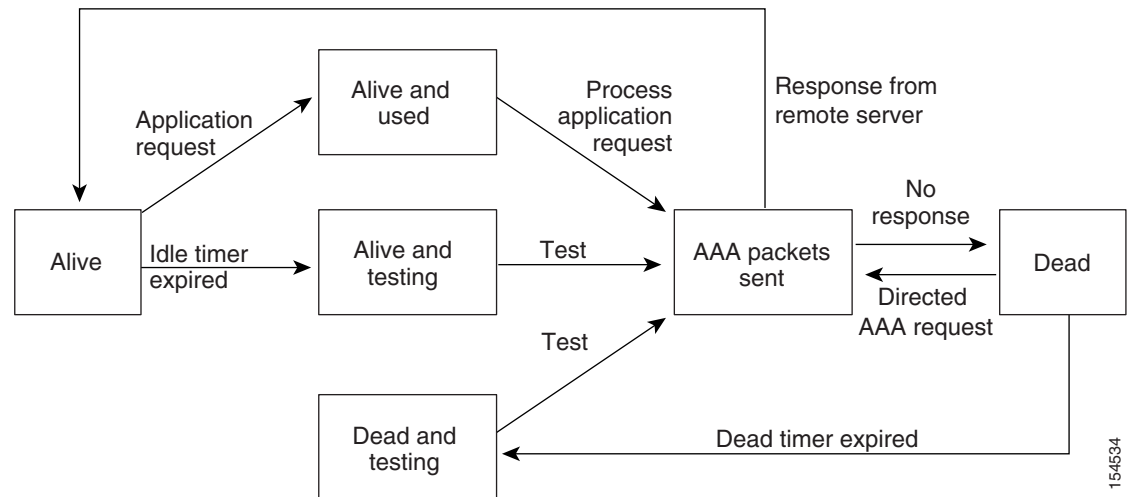 Response from
remote server
Alive and
used
Process
application
request
Application
request
No
response
Alive
Idle timer
expired
Alive and
testing
Test
AAA packets
sent
Dead
Directed
AAA request
Test
Dead and
testing
Dead timer expired
154534